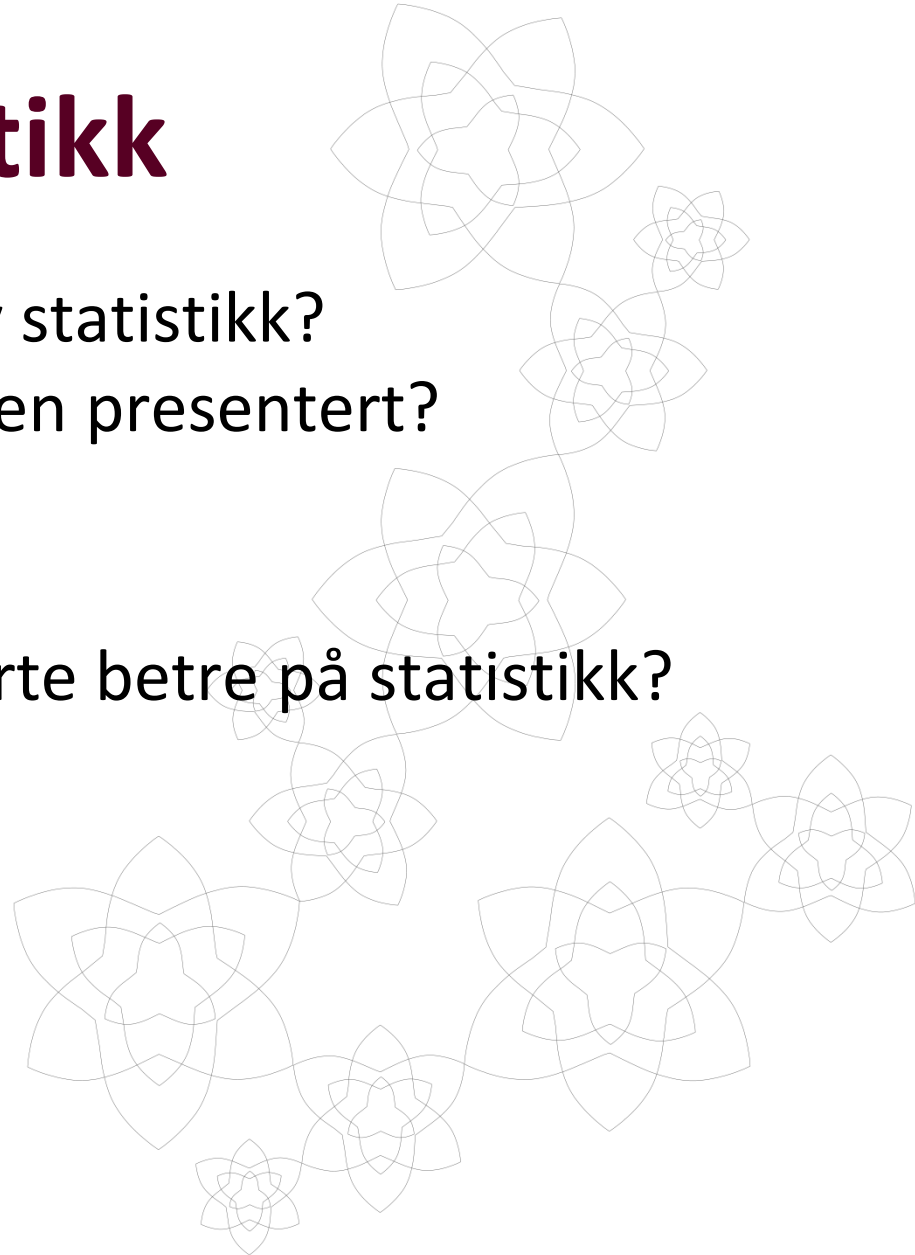 tikk
statistikk?
en presentert?
rte betre på statistikk?